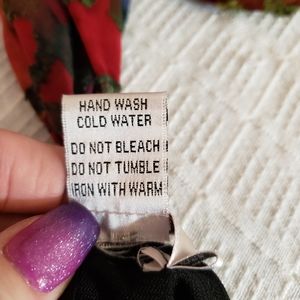 HAND WASH
COLD WATER
DO NOT BLEACH
DO NOT TUMBLE
IRON WITH WARM